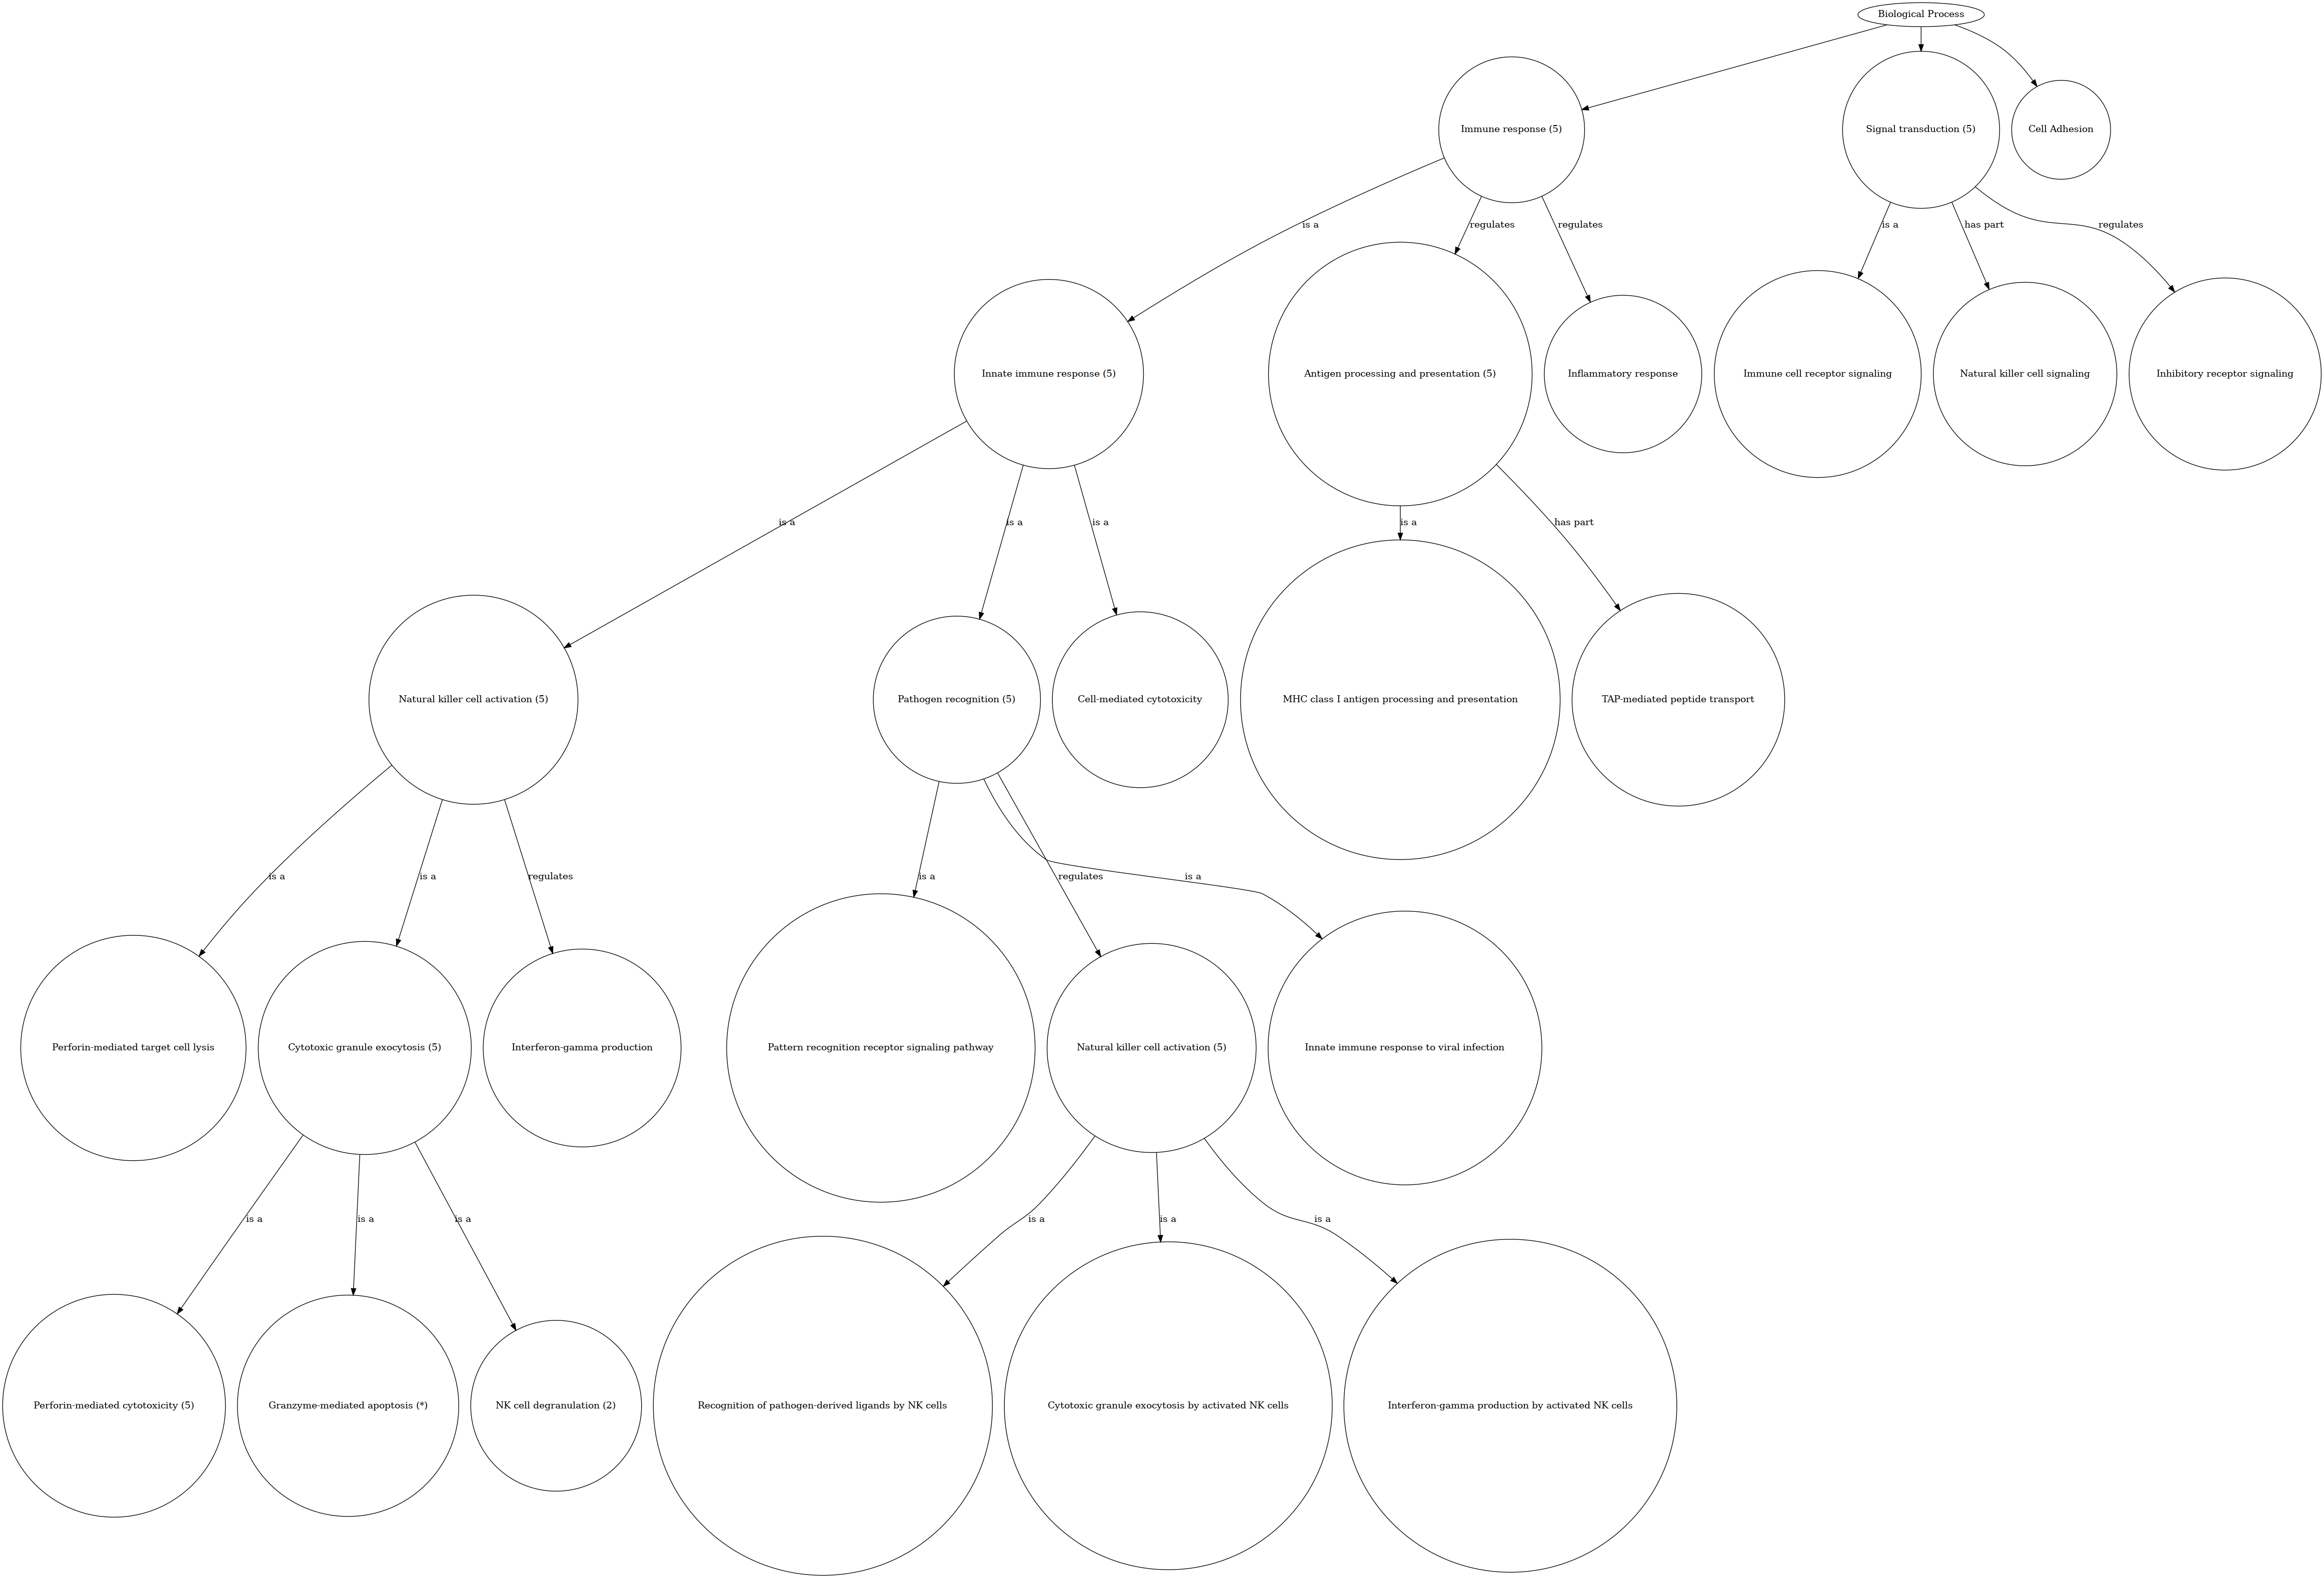 Biological Process
Immune response (5)
Signal transduction (5)
Cell Adhesion
is a
regulates
regulates
is a
has part
regulates
Innate immune response (5)
Antigen processing and presentation (5)
Inflammatory response
Immune cell receptor signaling
Natural killer cell signaling
Inhibitory receptor signaling
is a
is a
is a
is a
has part
Natural killer cell activation (5)
Pathogen recognition (5)
Cell-mediated cytotoxicity
MHC class I antigen processing and presentation
TAP-mediated peptide transport
is a
is a
regulates
is a
regulates
is a
Perforin-mediated target cell lysis
Cytotoxic granule exocytosis (5)
Interferon-gamma production
Pattern recognition receptor signaling pathway
Natural killer cell activation (5)
Innate immune response to viral infection
is a
is a
is a
is a
is a
is a
Perforin-mediated cytotoxicity (5)
Granzyme-mediated apoptosis (*)
NK cell degranulation (2)
Recognition of pathogen-derived ligands by NK cells
Cytotoxic granule exocytosis by activated NK cells
Interferon-gamma production by activated NK cells